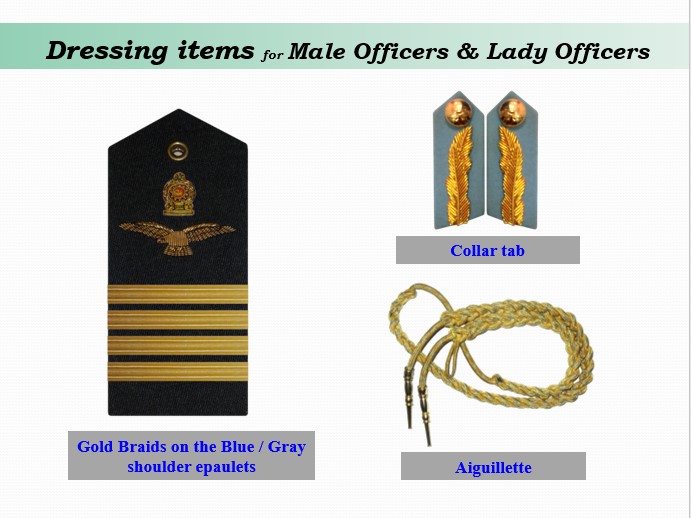 Dressing items for Male Officers & Lady Officers
Collar tab
Gold Braids on the Blue / Gray
shoulder epaulets
Aiguillette